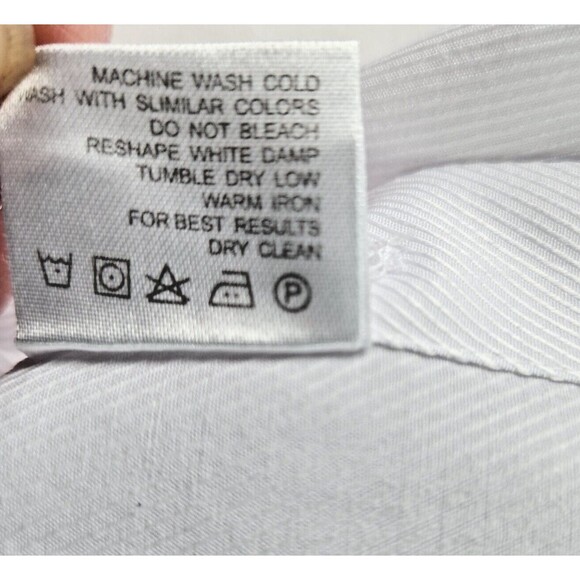 MACHINE WASH COLD
WASH WITH SLIMILAR COLORS
DO NOT BLEACH
RESHAPE WHITE DAMP
TUMBLE DRY LOW
WARM IRON
FOR BEST RESULTS
DRY CLEAN
P